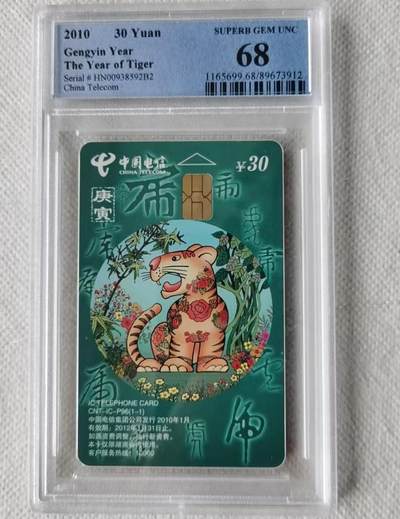 2010 30 Yuan
Gengyin Year
The Year of Tiger
Serial # HN00938592B2
China Telecom
SUPERB GEM UNC
68
1165699.68/89673912
中国电信
CHINA TELECOM
¥30
庚寅
IC TELEPHONE CARD
CNT-IC-P96(1-1)
中国电信集团公司发行 2010年1月
有效期至: 2012年1月31日止。